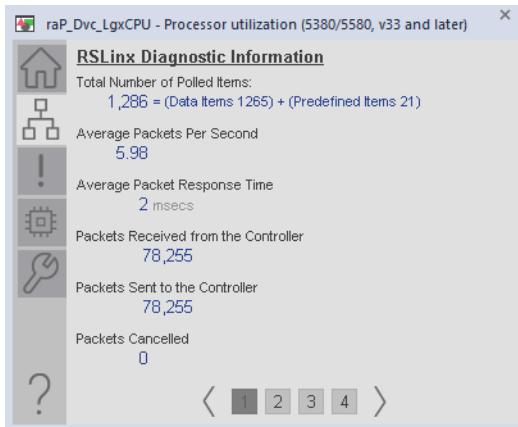 raP_Dvc_LgxCPU - Processor utilization (5380/5580, v33 and later)
RSLinx Diagnostic Information
Total Number of Polled Items:
1,286 = (Data Items 1265) + (Predefined Items 21)
Average Packets Per Second
5.98
Average Packet Response Time
2 msecs
Packets Received from the Controller
78,255
Packets Sent to the Controller
78,255
Packets Cancelled
0
1 2 3 4